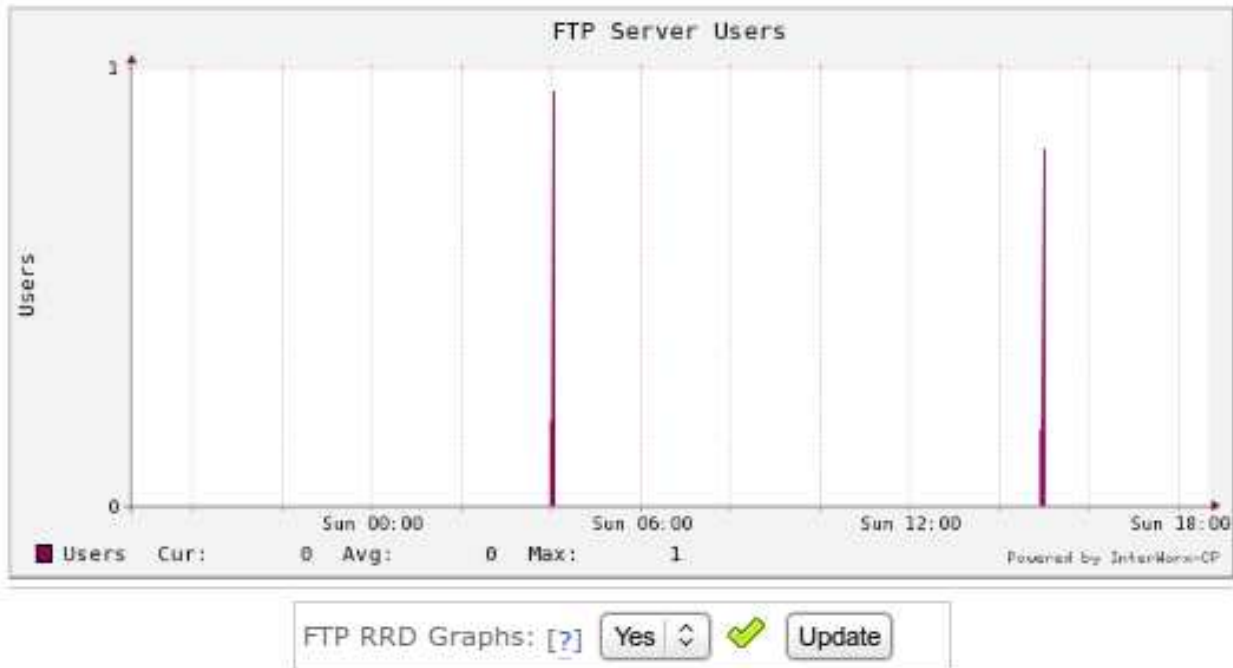 FTP Server Users
1
Users
0
Sun 00:00 Sun 06:00 Sun 12:00 Sun 18:00
Users Cur: 0 Avg: 0 Max: 1
Powered by InterWorx-CP
FTP RRD Graphs: [?] Yes Update